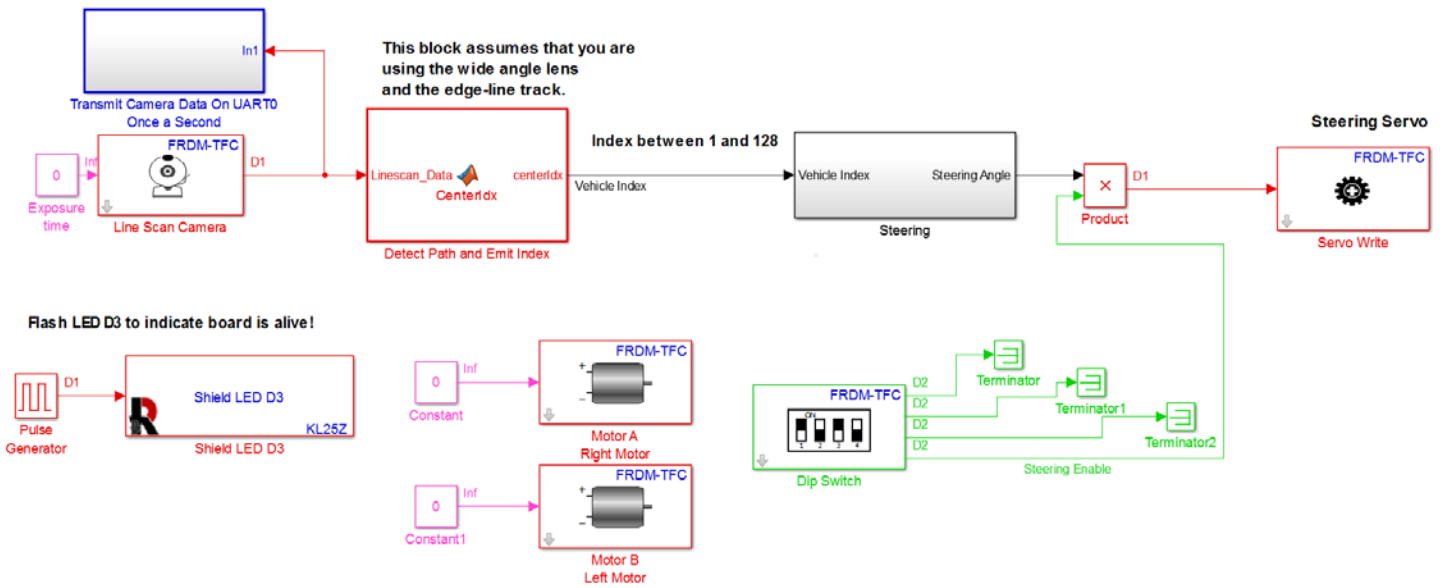 In1
Transmit Camera Data On UART0
Once a Second
This block assumes that you are
using the wide angle lens
and the edge-line track.
0
Inf
Exposure
time
FRDM-TFC
D1
Line Scan Camera
Linescan_Data
CenterIdx
centerIdx
Detect Path and Emit Index
Index between 1 and 128
Vehicle Index
Vehicle Index
Steering Angle
Steering
×
D1
Product
Steering Servo
FRDM-TFC
Servo Write
Flash LED D3 to indicate board is alive!
D1
Pulse
Generator
Shield LED D3
KL25Z
Shield LED D3
0
Inf
Constant
FRDM-TFC
+
−
Motor A
Right Motor
0
Inf
Constant1
FRDM-TFC
+
−
Motor B
Left Motor
FRDM-TFC
ON
1 2 3 4
Dip Switch
D2
D2
D2
D2
Terminator
Terminator1
Terminator2
Steering Enable